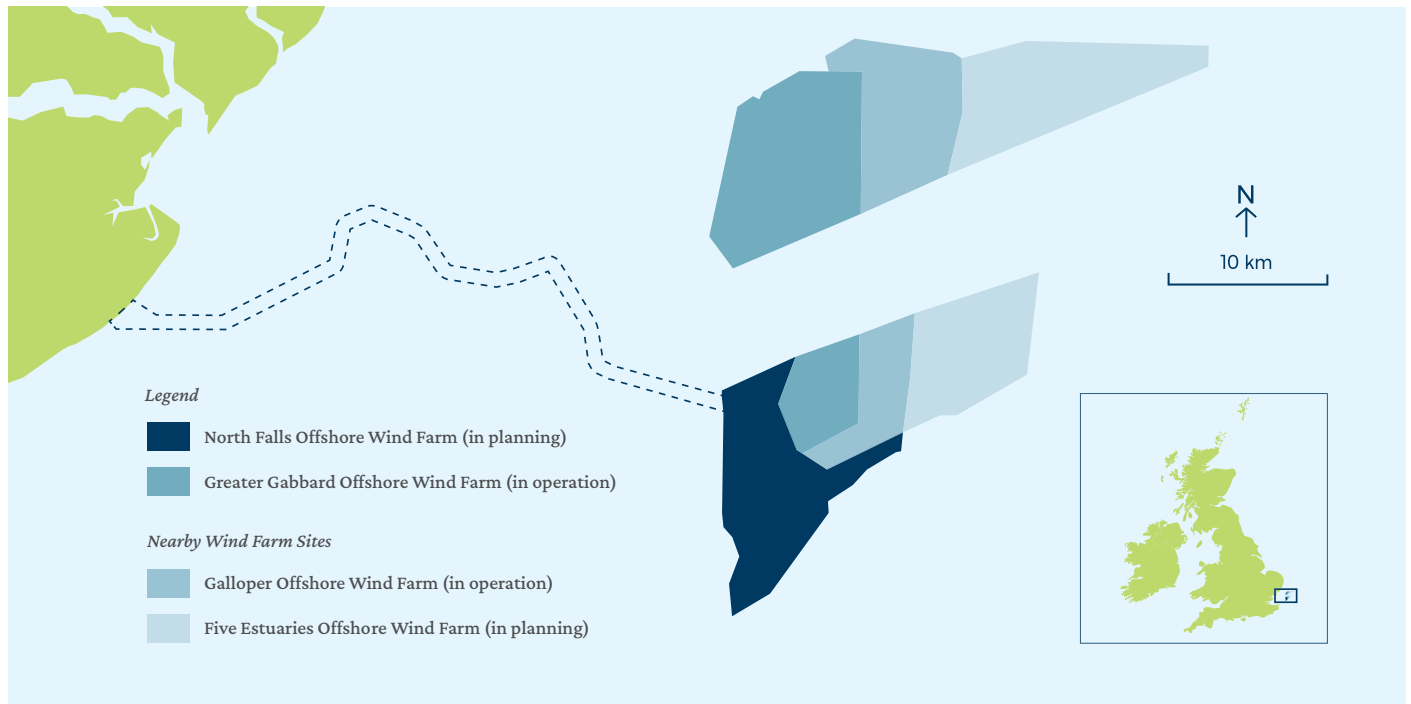 N
10 km
Legend
North Falls Offshore Wind Farm (in planning)
Greater Gabbard Offshore Wind Farm (in operation)
Nearby Wind Farm Sites
Galloper Offshore Wind Farm (in operation)
Five Estuaries Offshore Wind Farm (in planning)